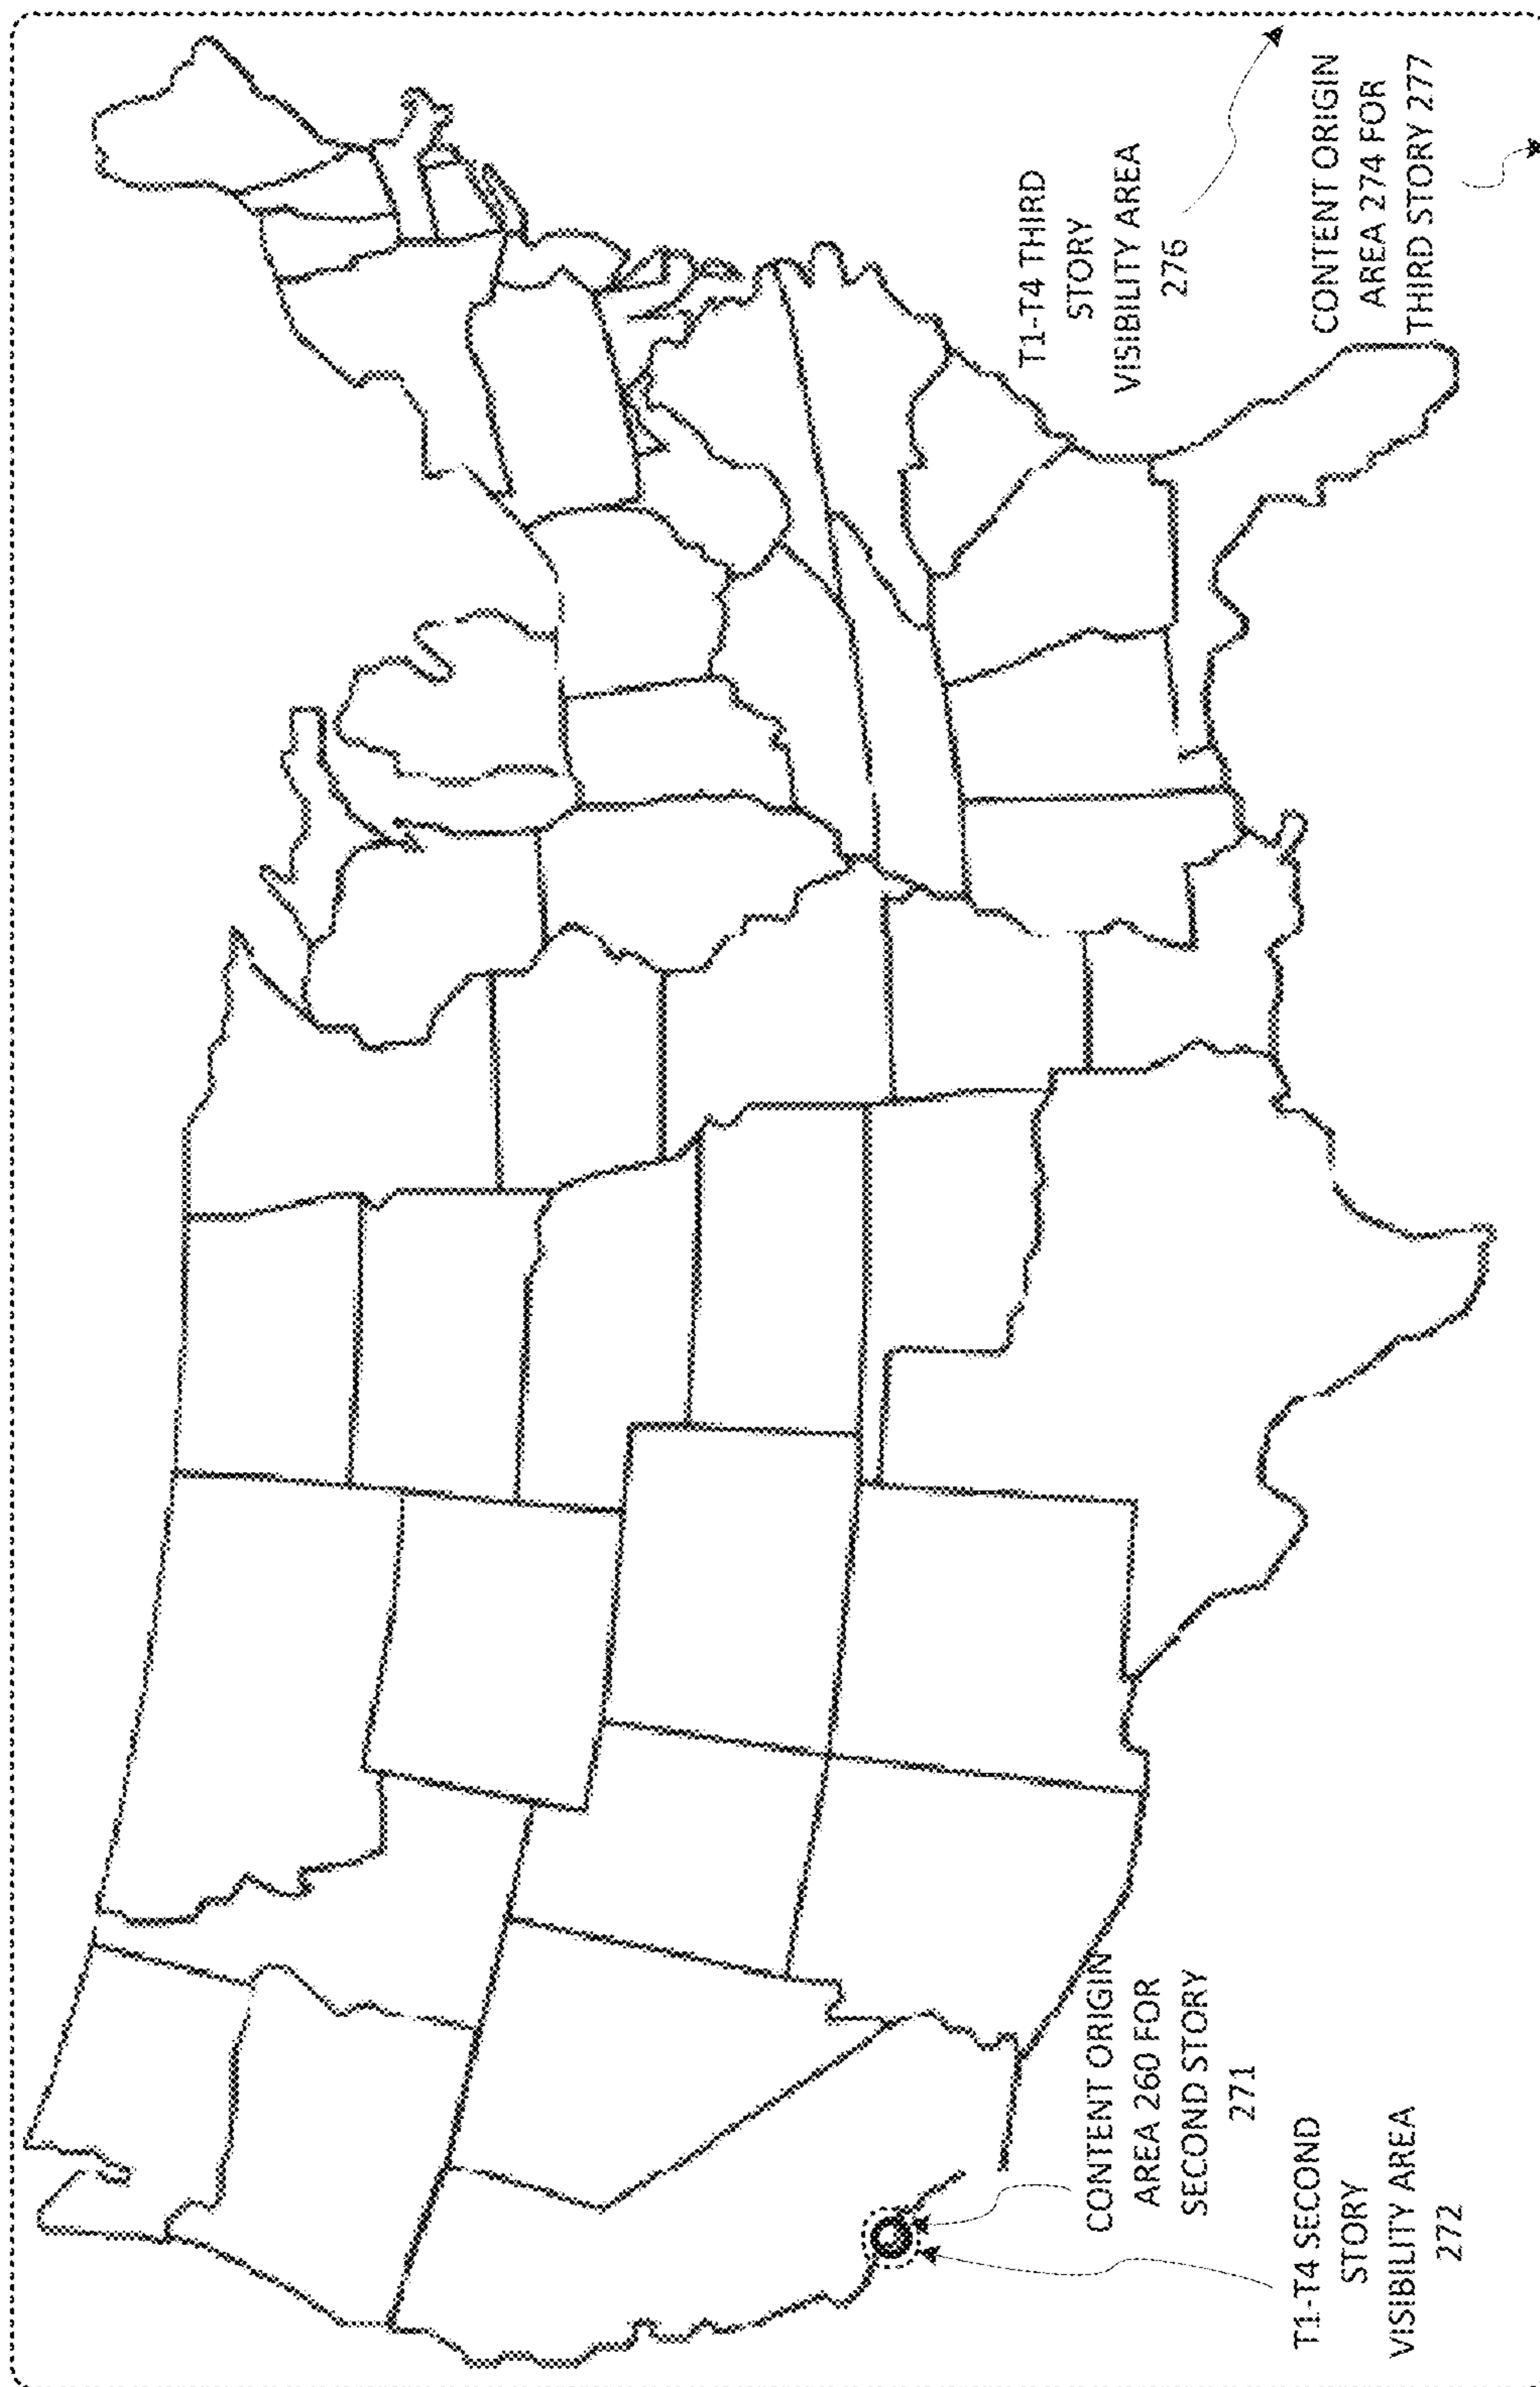 T1-T4 THIRD
STORY
VISIBILITY AREA
276
CONTENT ORIGIN
AREA 274 FOR
THIRD STORY 277
CONTENT ORIGIN
AREA 260 FOR
SECOND STORY
271
T1-T4 SECOND
STORY
VISIBILITY AREA
272